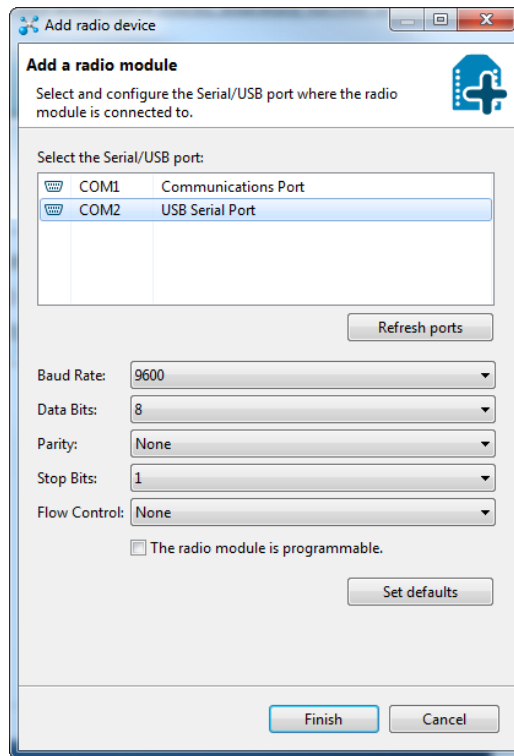 Add radio device
Add a radio module
Select and configure the Serial/USB port where the radio
module is connected to.
Select the Serial/USB port:
COM1 Communications Port
COM2 USB Serial Port
Refresh ports
Baud Rate: 9600
Data Bits: 8
Parity: None
Stop Bits: 1
Flow Control: None
The radio module is programmable.
Set defaults
Finish Cancel